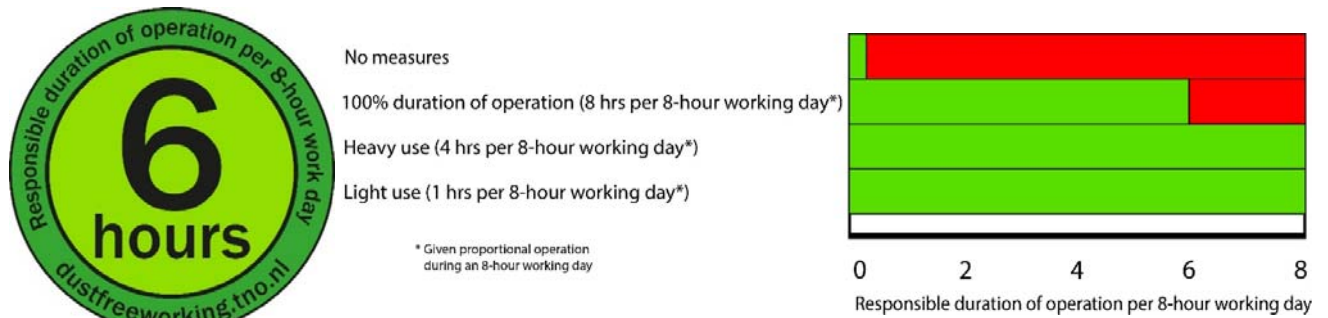 Responsible duration of operation per 8-hour work day
6
hours
dustfreeworking.tno.nl
No measures
100% duration of operation (8 hrs per 8-hour working day*)
Heavy use (4 hrs per 8-hour working day*)
Light use (1 hrs per 8-hour working day*)
* Given proportional operation
during an 8-hour working day
0 2 4 6 8
Responsible duration of operation per 8-hour working day